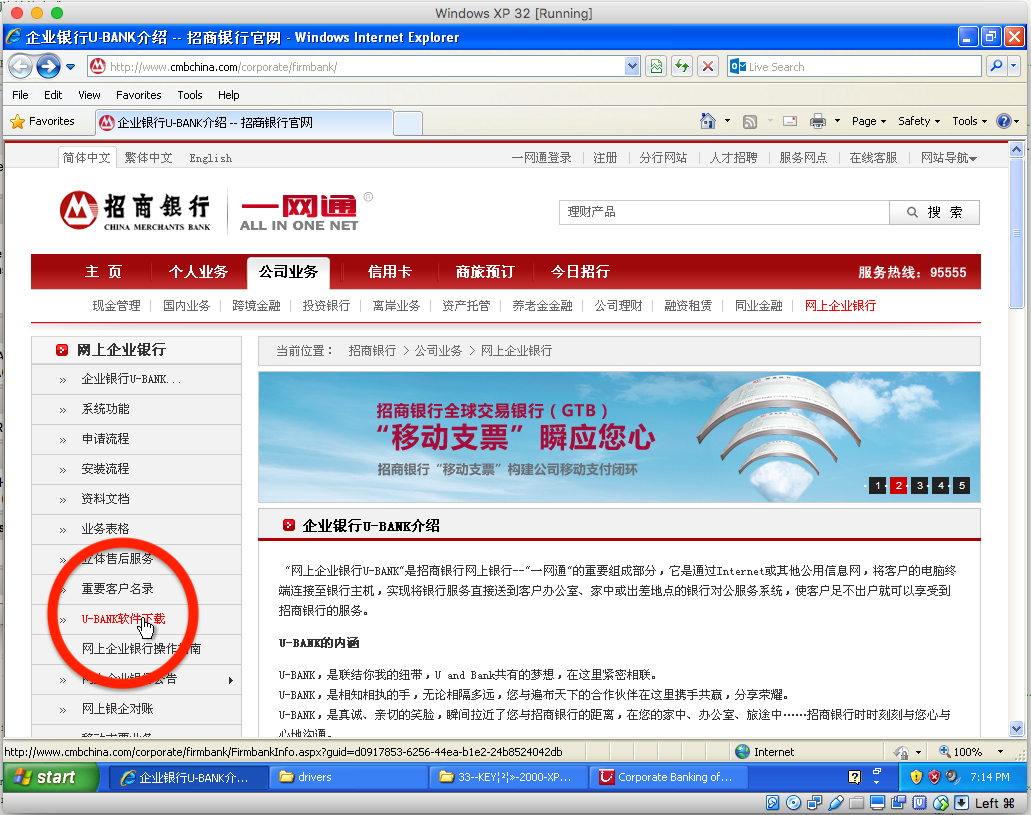 Windows XP 32 [Running]
企业银行U-BANK介绍 -- 招商银行官网 - Windows Internet Explorer
http://www.cmbchina.com/corporate/firmbank/
Live Search
File Edit View Favorites Tools Help
Favorites
企业银行U-BANK介绍 -- 招商银行官网
Page Safety Tools
简体中文 繁体中文 English
一网通登录 注册 分行网站 人才招聘 服务网点 在线客服 网站导航
招商银行
CHINA MERCHANTS BANK
一网通 ®
ALL IN ONE NET
理财产品
搜 索
主 页 个人业务 公司业务 信用卡 商旅预订 今日招行 服务热线：95555
现金管理 国内业务 跨境金融 投资银行 离岸业务 资产托管 养老金金融 公司理财 融资租赁 同业金融 网上企业银行
网上企业银行
» 企业银行U-BANK...
» 系统功能
» 申请流程
» 安装流程
» 资料文档
» 业务表格
» 立体售后服务
» 重要客户名录
» U-BANK软件下载
网上企业银行操作指南
» 网上企业银行公告
» 网上银企对账
移动支票业务
当前位置： 招商银行 > 公司业务 > 网上企业银行
招商银行全球交易银行（GTB）
“移动支票”瞬应您心
招商银行“移动支票”构建公司移动支付闭环
1 2 3 4 5
企业银行U-BANK介绍
“网上企业银行U-BANK”是招商银行网上银行--“一网通”的重要组成部分，它是通过Internet或其他公用信息网，将客户的电脑终
端连接至银行主机，实现将银行服务直接送到客户办公室、家中或出差地点的银行对公服务系统，使客户足不出户就可以享受到
招商银行的服务。
U-BANK的内涵
U-BANK，是联结你我的纽带，U and Bank共有的梦想，在这里紧密相联。
U-BANK，是相知相执的手，无论相隔多远，您与遍布天下的合作伙伴在这里携手共赢，分享荣耀。
U-BANK，是真诚、亲切的笑脸，瞬间拉近了您与招商银行的距离，在您的家中、办公室、旅途中……招商银行时时刻刻与您心与
心地沟通。
http://www.cmbchina.com/corporate/firmbank/FirmbankInfo.aspx?guid=d0917853-6256-44ea-b1e2-24b8524042db
Internet
100%
start
企业银行U-BANK介...
drivers
33--KEY¦²¦»-2000-XP...
Corporate Banking of...
7:14 PM
Left ⌘